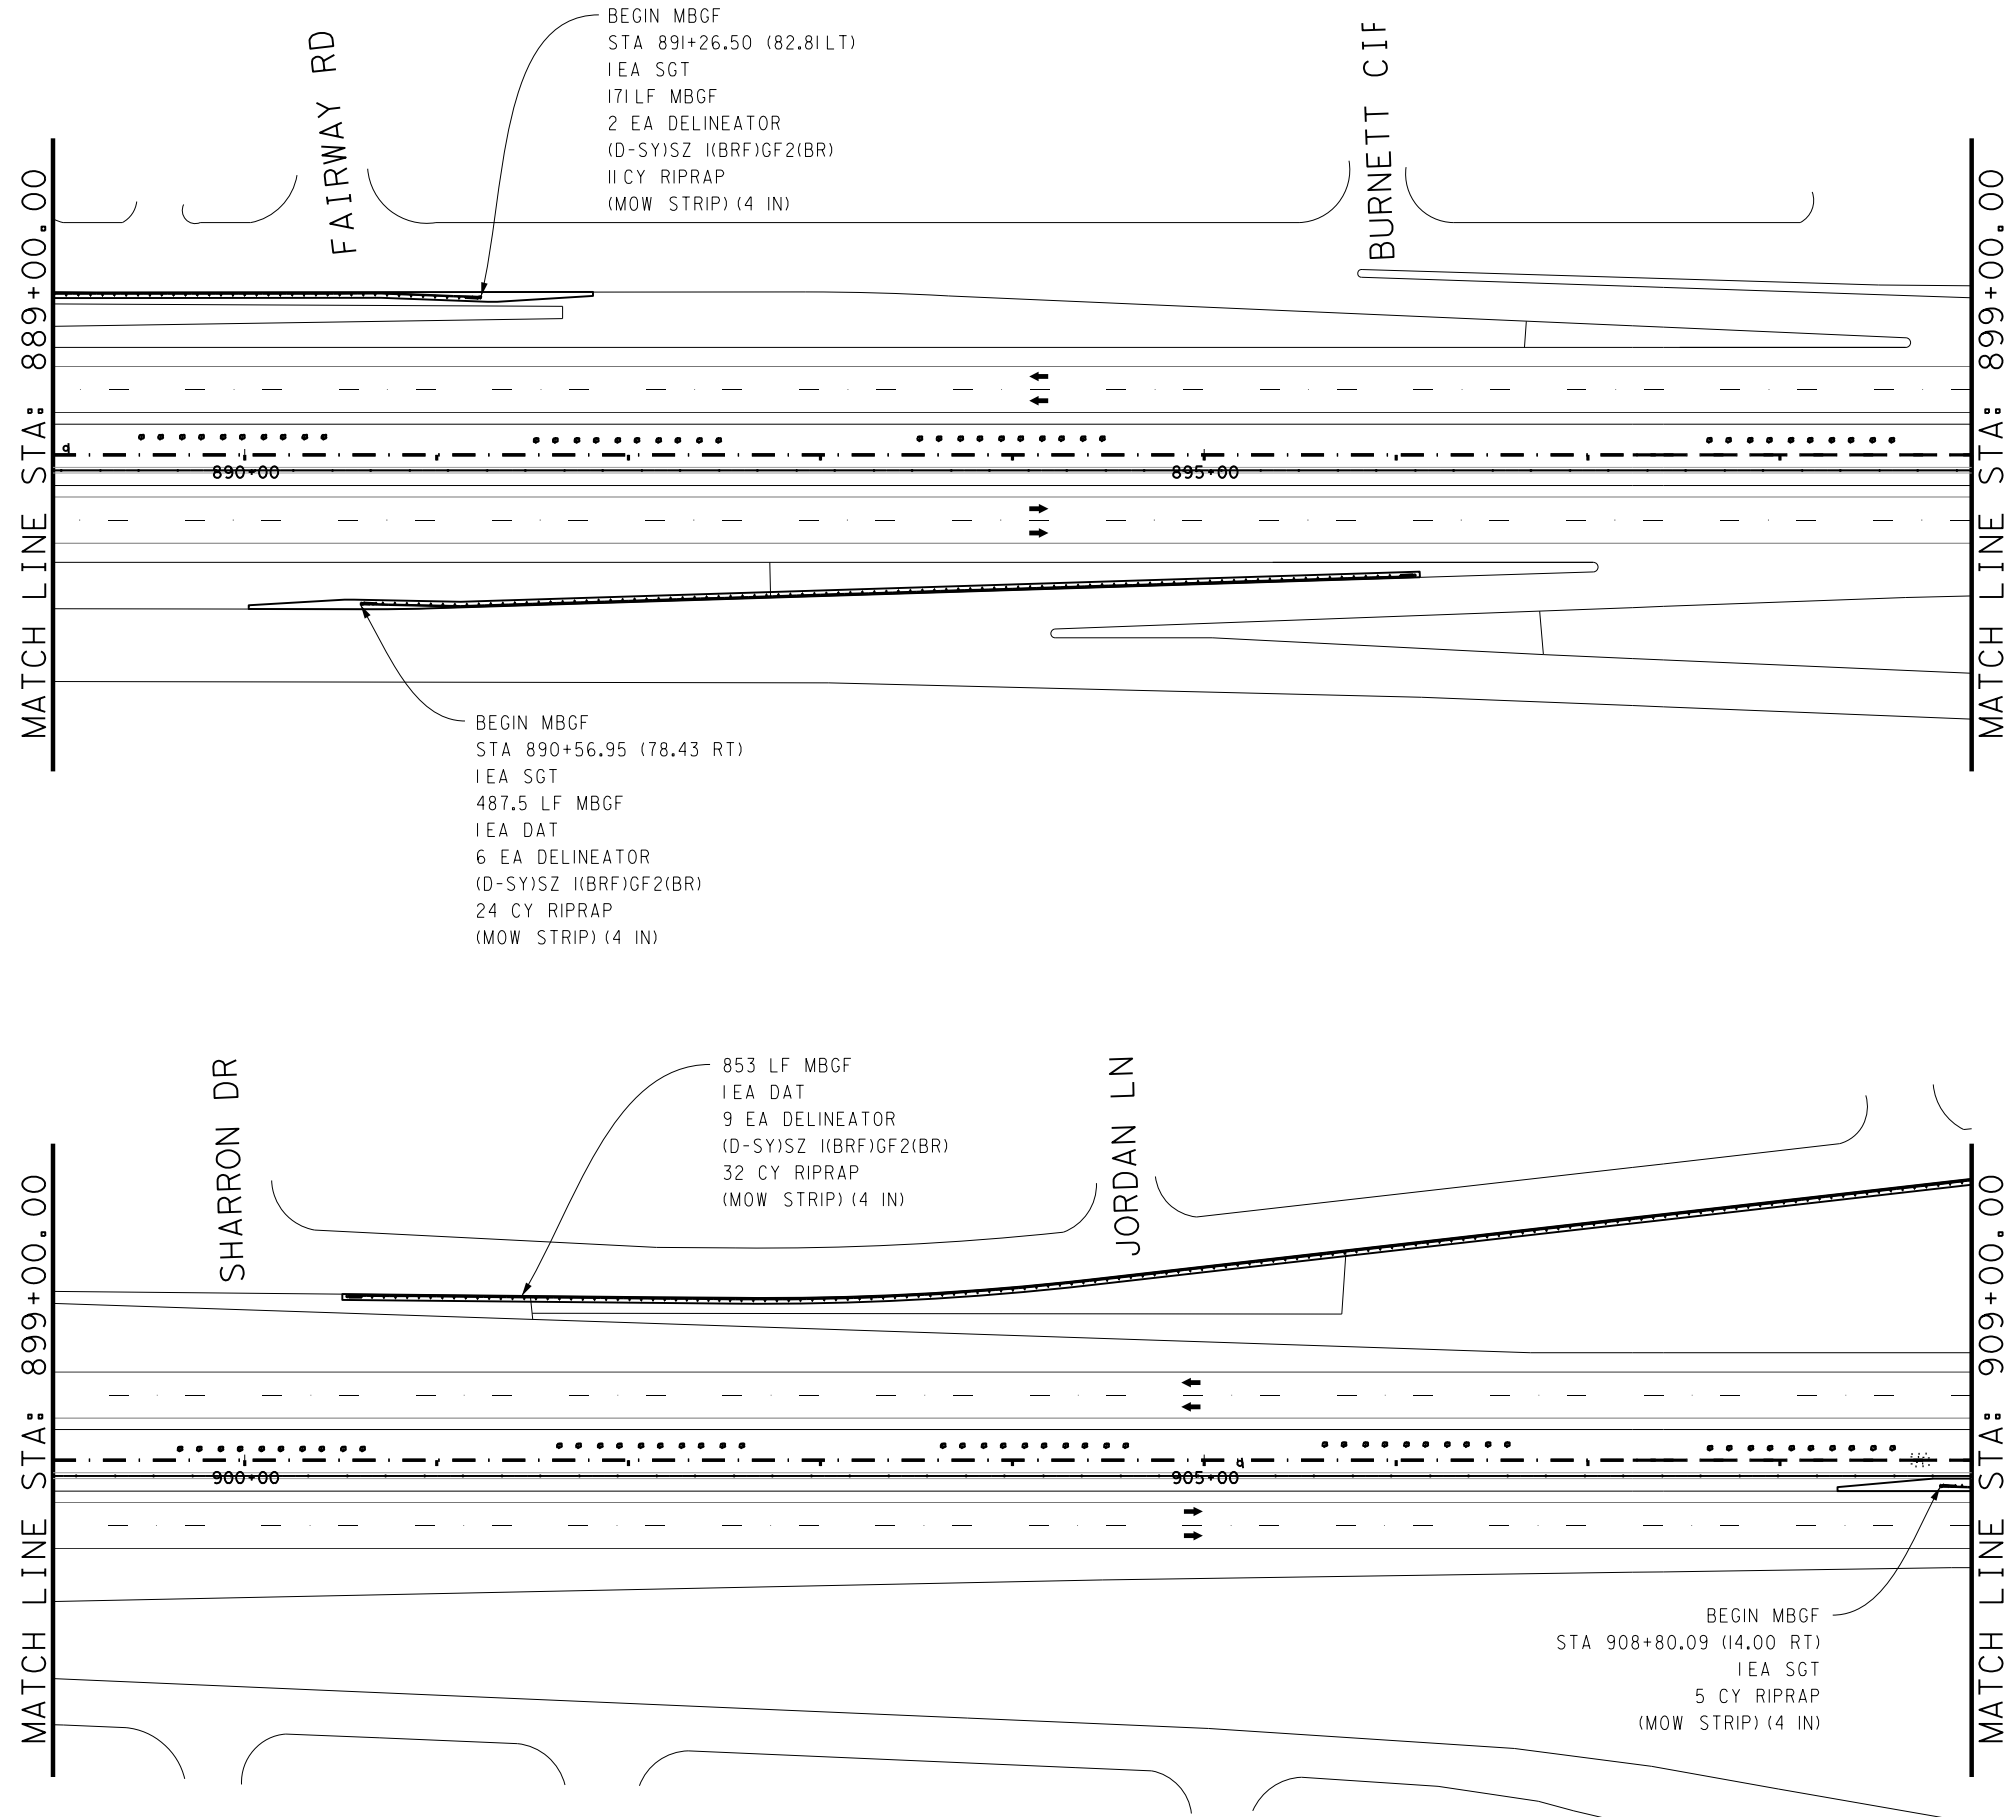 BEGIN MBGF
STA 891+26.50 (82.81 LT)
1 EA SGT
171 LF MBGF
2 EA DELINEATOR
(D-SY)SZ 1(BRF)GF2(BR)
11 CY RIPRAP
(MOW STRIP) (4 IN)
FAIRWAY RD
BURNETT CIR
MATCH LINE STA: 889+00.00
MATCH LINE STA: 899+00.00
890+00
895+00
BEGIN MBGF
STA 890+56.95 (78.43 RT)
1 EA SGT
487.5 LF MBGF
1 EA DAT
6 EA DELINEATOR
(D-SY)SZ 1(BRF)GF2(BR)
24 CY RIPRAP
(MOW STRIP) (4 IN)
SHARRON DR
853 LF MBGF
1 EA DAT
9 EA DELINEATOR
(D-SY)SZ 1(BRF)GF2(BR)
32 CY RIPRAP
(MOW STRIP) (4 IN)
JORDAN LN
MATCH LINE STA: 899+00.00
MATCH LINE STA: 909+00.00
900+00
905+00
BEGIN MBGF
STA 908+80.09 (14.00 RT)
1 EA SGT
5 CY RIPRAP
(MOW STRIP) (4 IN)